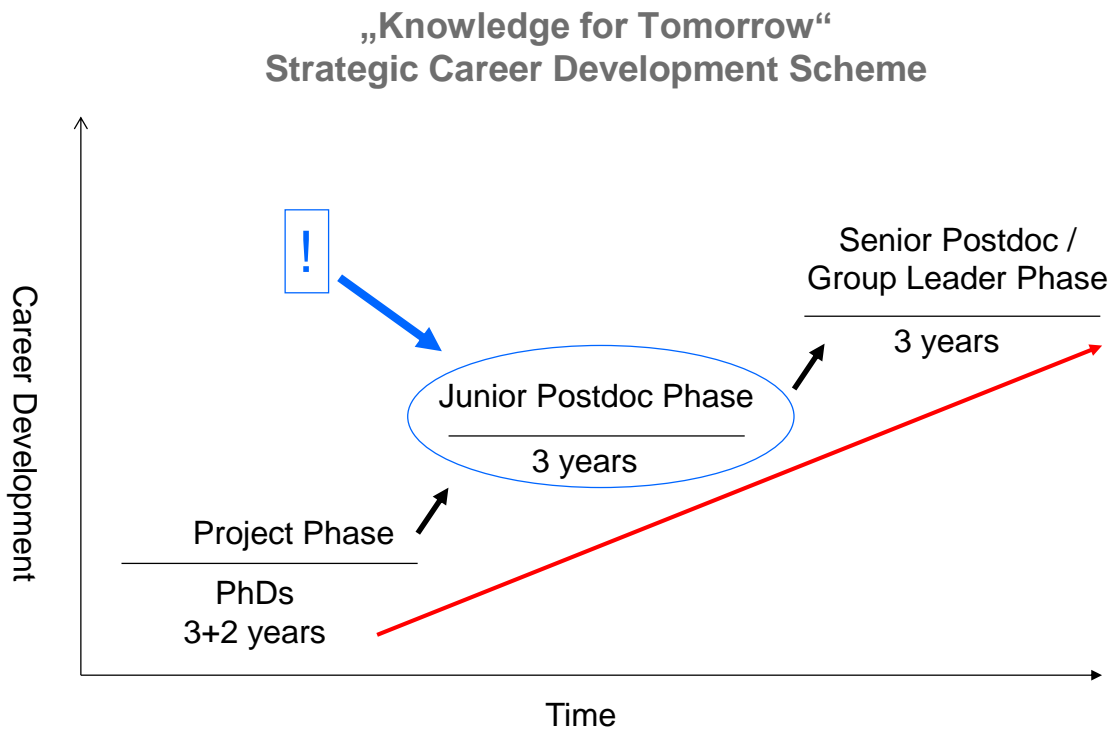 „Knowledge for Tomorrow“
Strategic Career Development Scheme
!
Senior Postdoc /
Group Leader Phase
3 years
Junior Postdoc Phase
3 years
Project Phase
PhDs
3+2 years
Career Development
Time